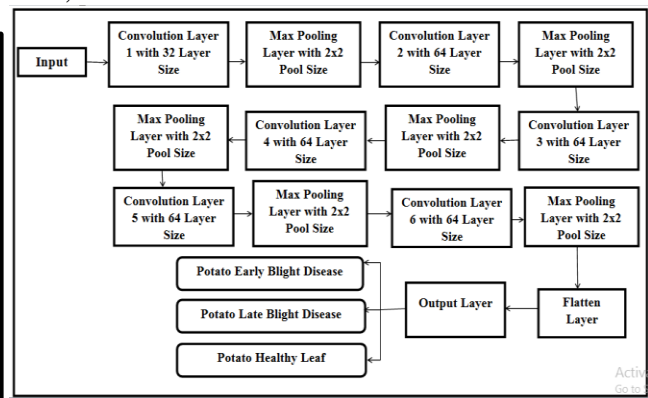 Input
Convolution Layer
1 with 32 Layer
Size
Max Pooling
Layer with 2x2
Pool Size
Convolution Layer
2 with 64 Layer
Size
Max Pooling
Layer with 2x2
Pool Size
Convolution Layer
3 with 64 Layer
Size
Max Pooling
Layer with 2x2
Pool Size
Convolution Layer
4 with 64 Layer
Size
Max Pooling
Layer with 2x2
Pool Size
Convolution Layer
5 with 64 Layer
Size
Max Pooling
Layer with 2x2
Pool Size
Convolution Layer
6 with 64 Layer
Size
Max Pooling
Layer with 2x2
Pool Size
Flatten
Layer
Output Layer
Potato Early Blight Disease
Potato Late Blight Disease
Potato Healthy Leaf
Go to